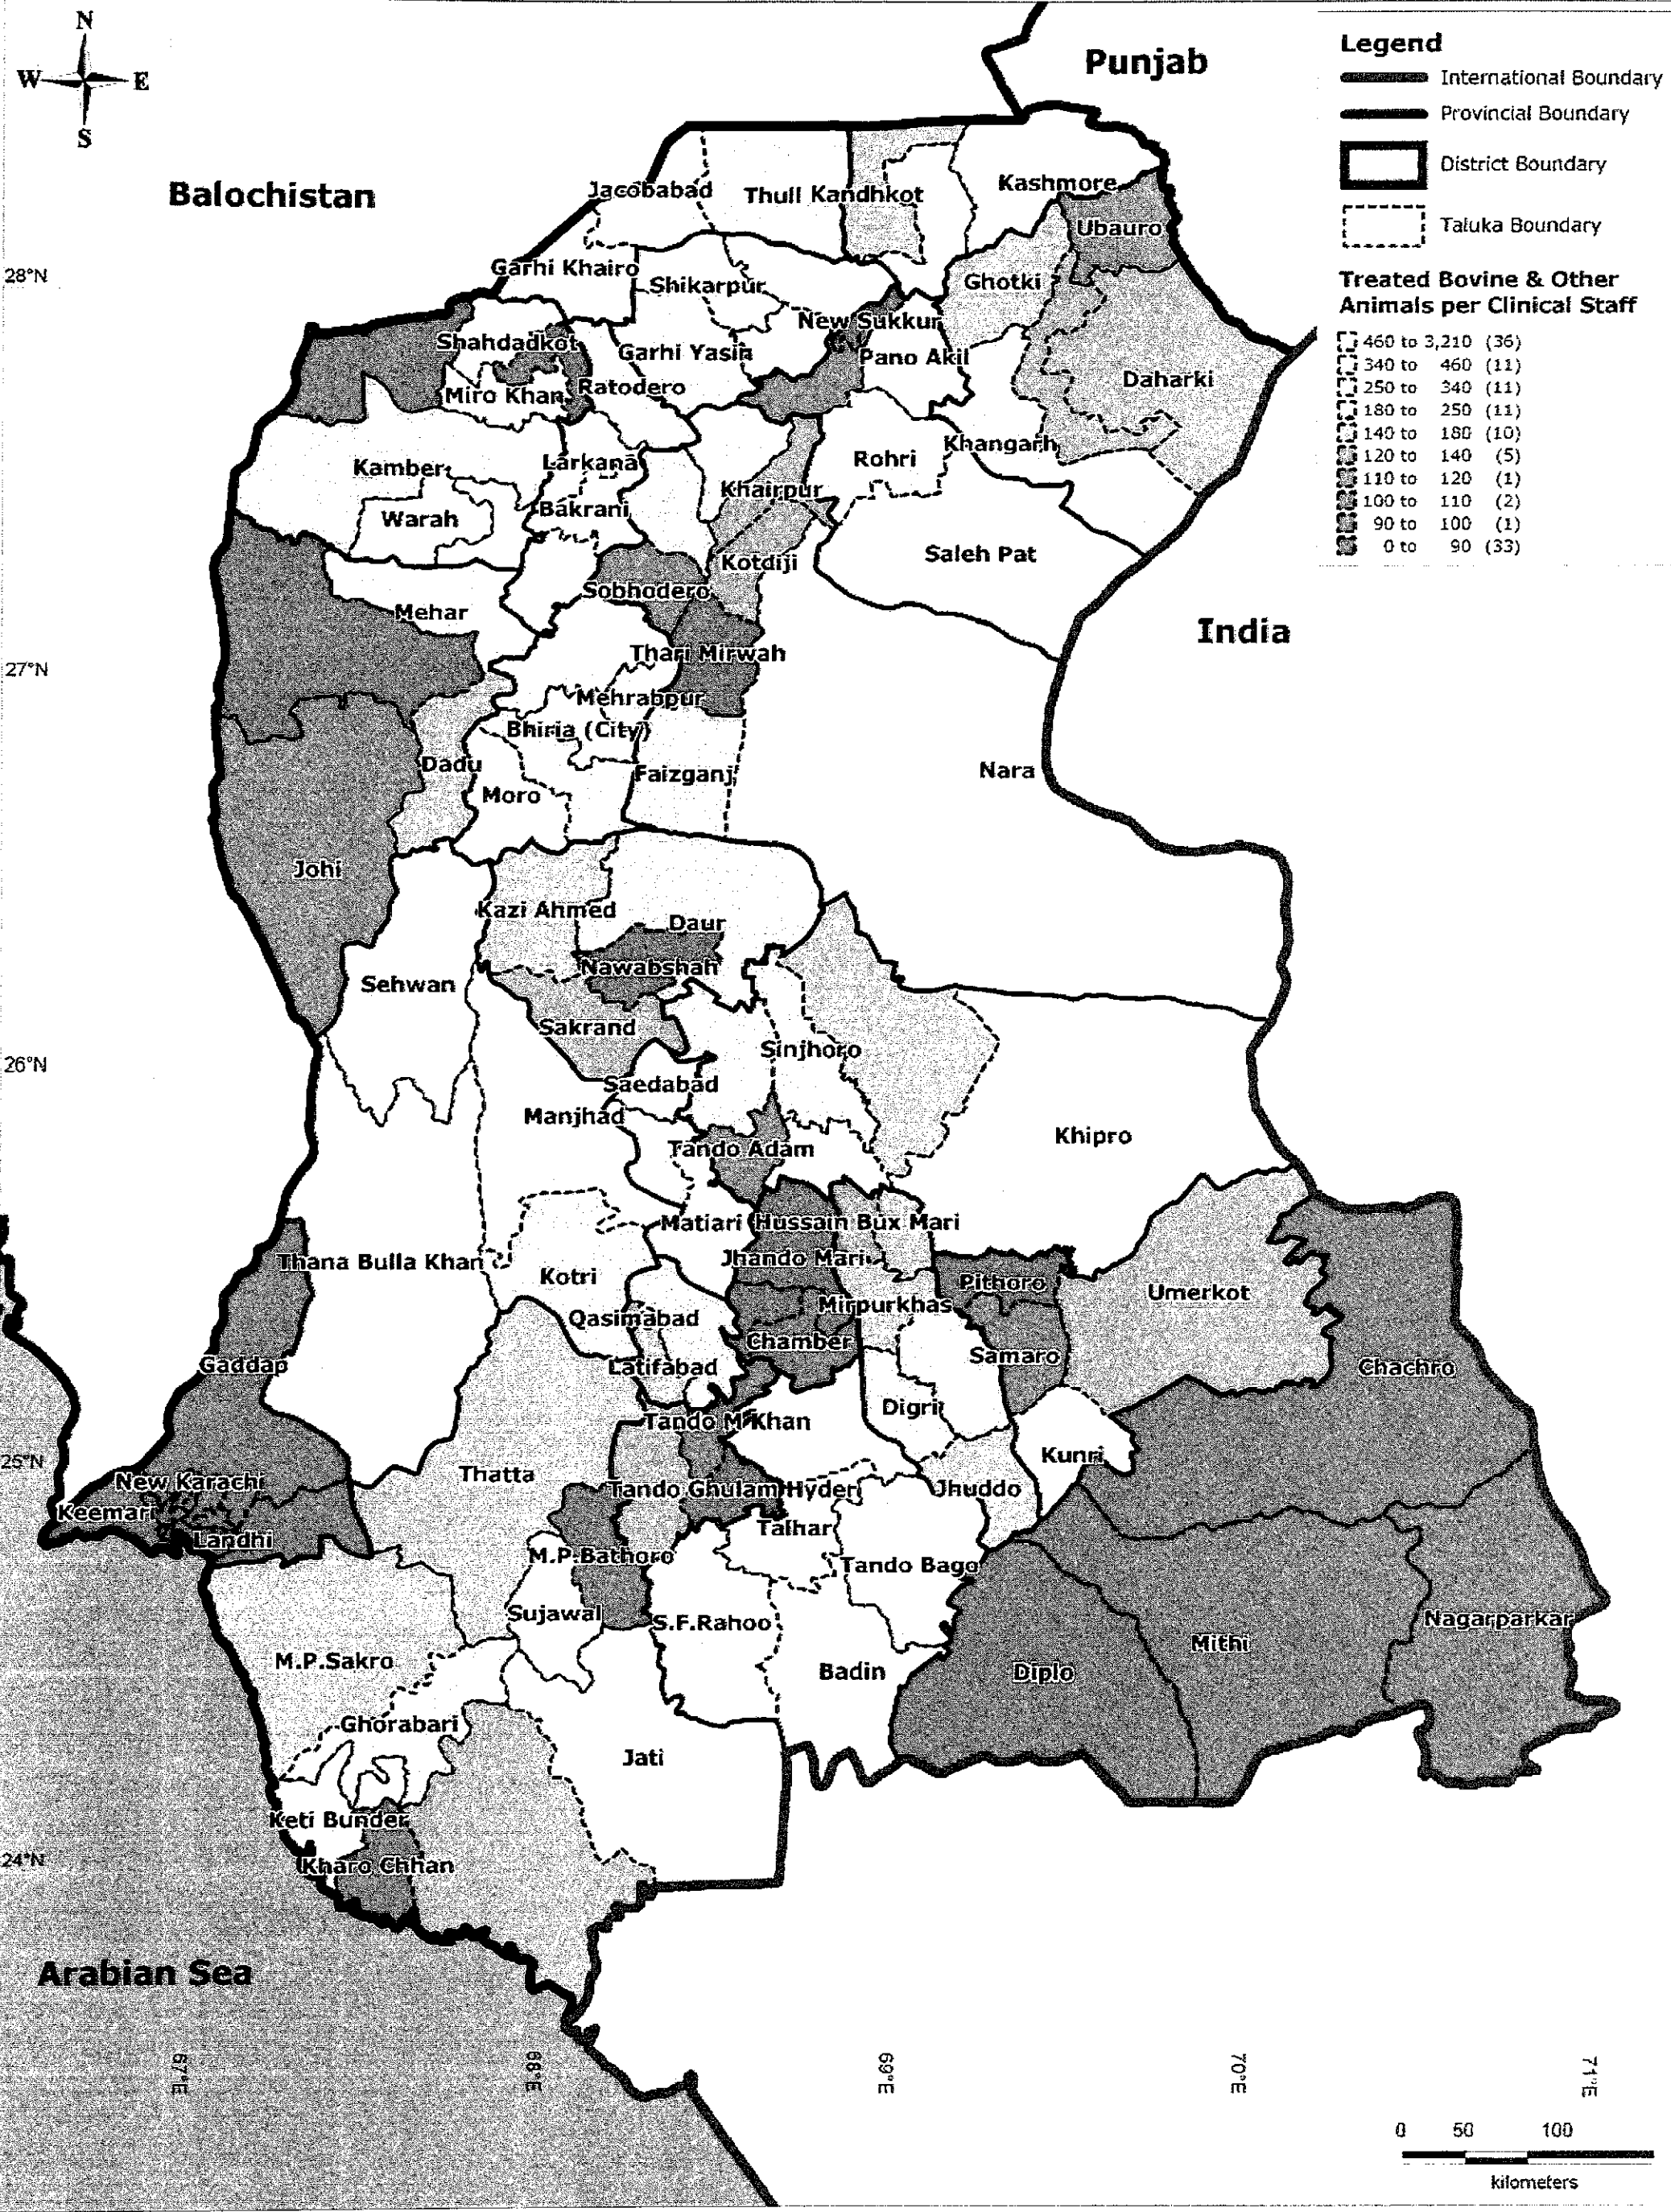 N
W E
S
Punjab
Balochistan
Legend
International Boundary
Provincial Boundary
District Boundary
Taluka Boundary
Treated Bovine & Other
Animals per Clinical Staff
460 to 3,210 (36)
340 to 460 (11)
250 to 340 (11)
180 to 250 (11)
140 to 180 (10)
120 to 140 (5)
110 to 120 (1)
100 to 110 (2)
90 to 100 (1)
0 to 90 (33)
Jacobabad
Thull
Kandhkot
Kashmore
Ubauro
28°N
Garhi Khairo
Shikarpur
Ghotki
New Sukkur
Shahdadkot
Garhi Yasin
Pano Akil
Miro Khan
Ratodero
Daharki
Kamber
Larkana
Rohri
Khangarh
Khairpur
Warah
Bakrani
Kotdiji
Saleh Pat
Sobhodero
Mehar
India
27°N
Thari Mirwah
Mehrabpur
Bhiria (City)
Dadu
Faizganj
Nara
Moro
Johi
Kazi Ahmed
Daur
Nawabshah
Sehwan
Sakrand
Sinjhoro
26°N
Saedabad
Manjhad
Khipro
Tando Adam
Matiari
Hussain Bux Mari
Thana Bulla Khan
Jhando Mari
Kotri
Pithoro
Umerkot
Mirpurkhas
Qasimabad
Chamber
Gaddap
Latifabad
Samaro
Chachro
Digri
Tando M Khan
25°N
Kunri
Thatta
New Karachi
Tando Ghulam Hyder
Jhuddo
Keemari
Landhi
Talhar
M.P.Bathoro
Tando Bago
Sujawal
S.F.Rahoo
Nagarparkar
Mithi
M.P.Sakro
Badin
Diplo
Ghorabari
Jati
Keti Bunder
24°N
Kharo Chhan
Arabian Sea
67°E
68°E
69°E
70°E
71°E
0 50 100
kilometers